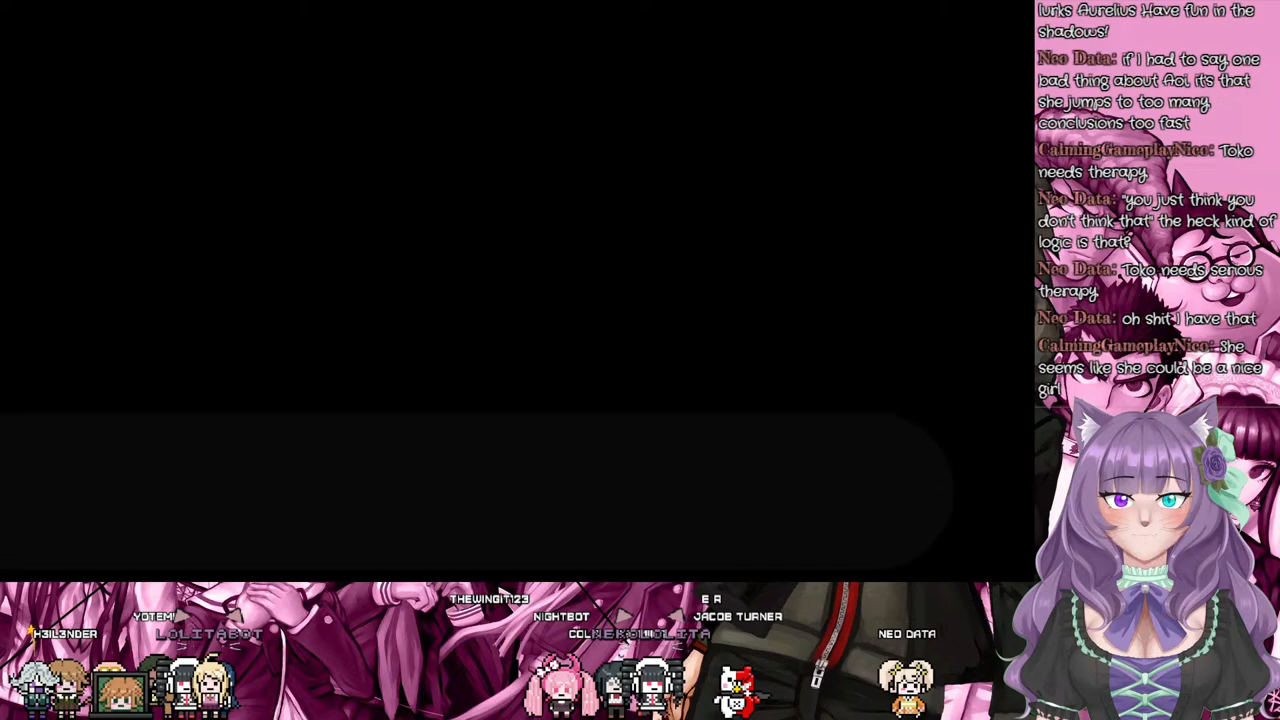 lurks Aurelius Have fun in the
shadows!
Neo Data: if I had to say one
bad thing about Aoi, it's that
she jumps to too many
conclusions too fast
CalmingGameplayNico: Toko
needs therapy
Neo Data: "you just think you
don't think that" the heck kind of
logic is that?
Neo Data: Toko needs serious
therapy
Neo Data: oh shit I have that
CalmingGameplayNico: She
seems like she could be a nice
girl
THEWINGIT123
E A
YOTEM
NIGHTBOT
JACOB TURNER
H3IL3NDER
LOLITABOT
NEO DATA